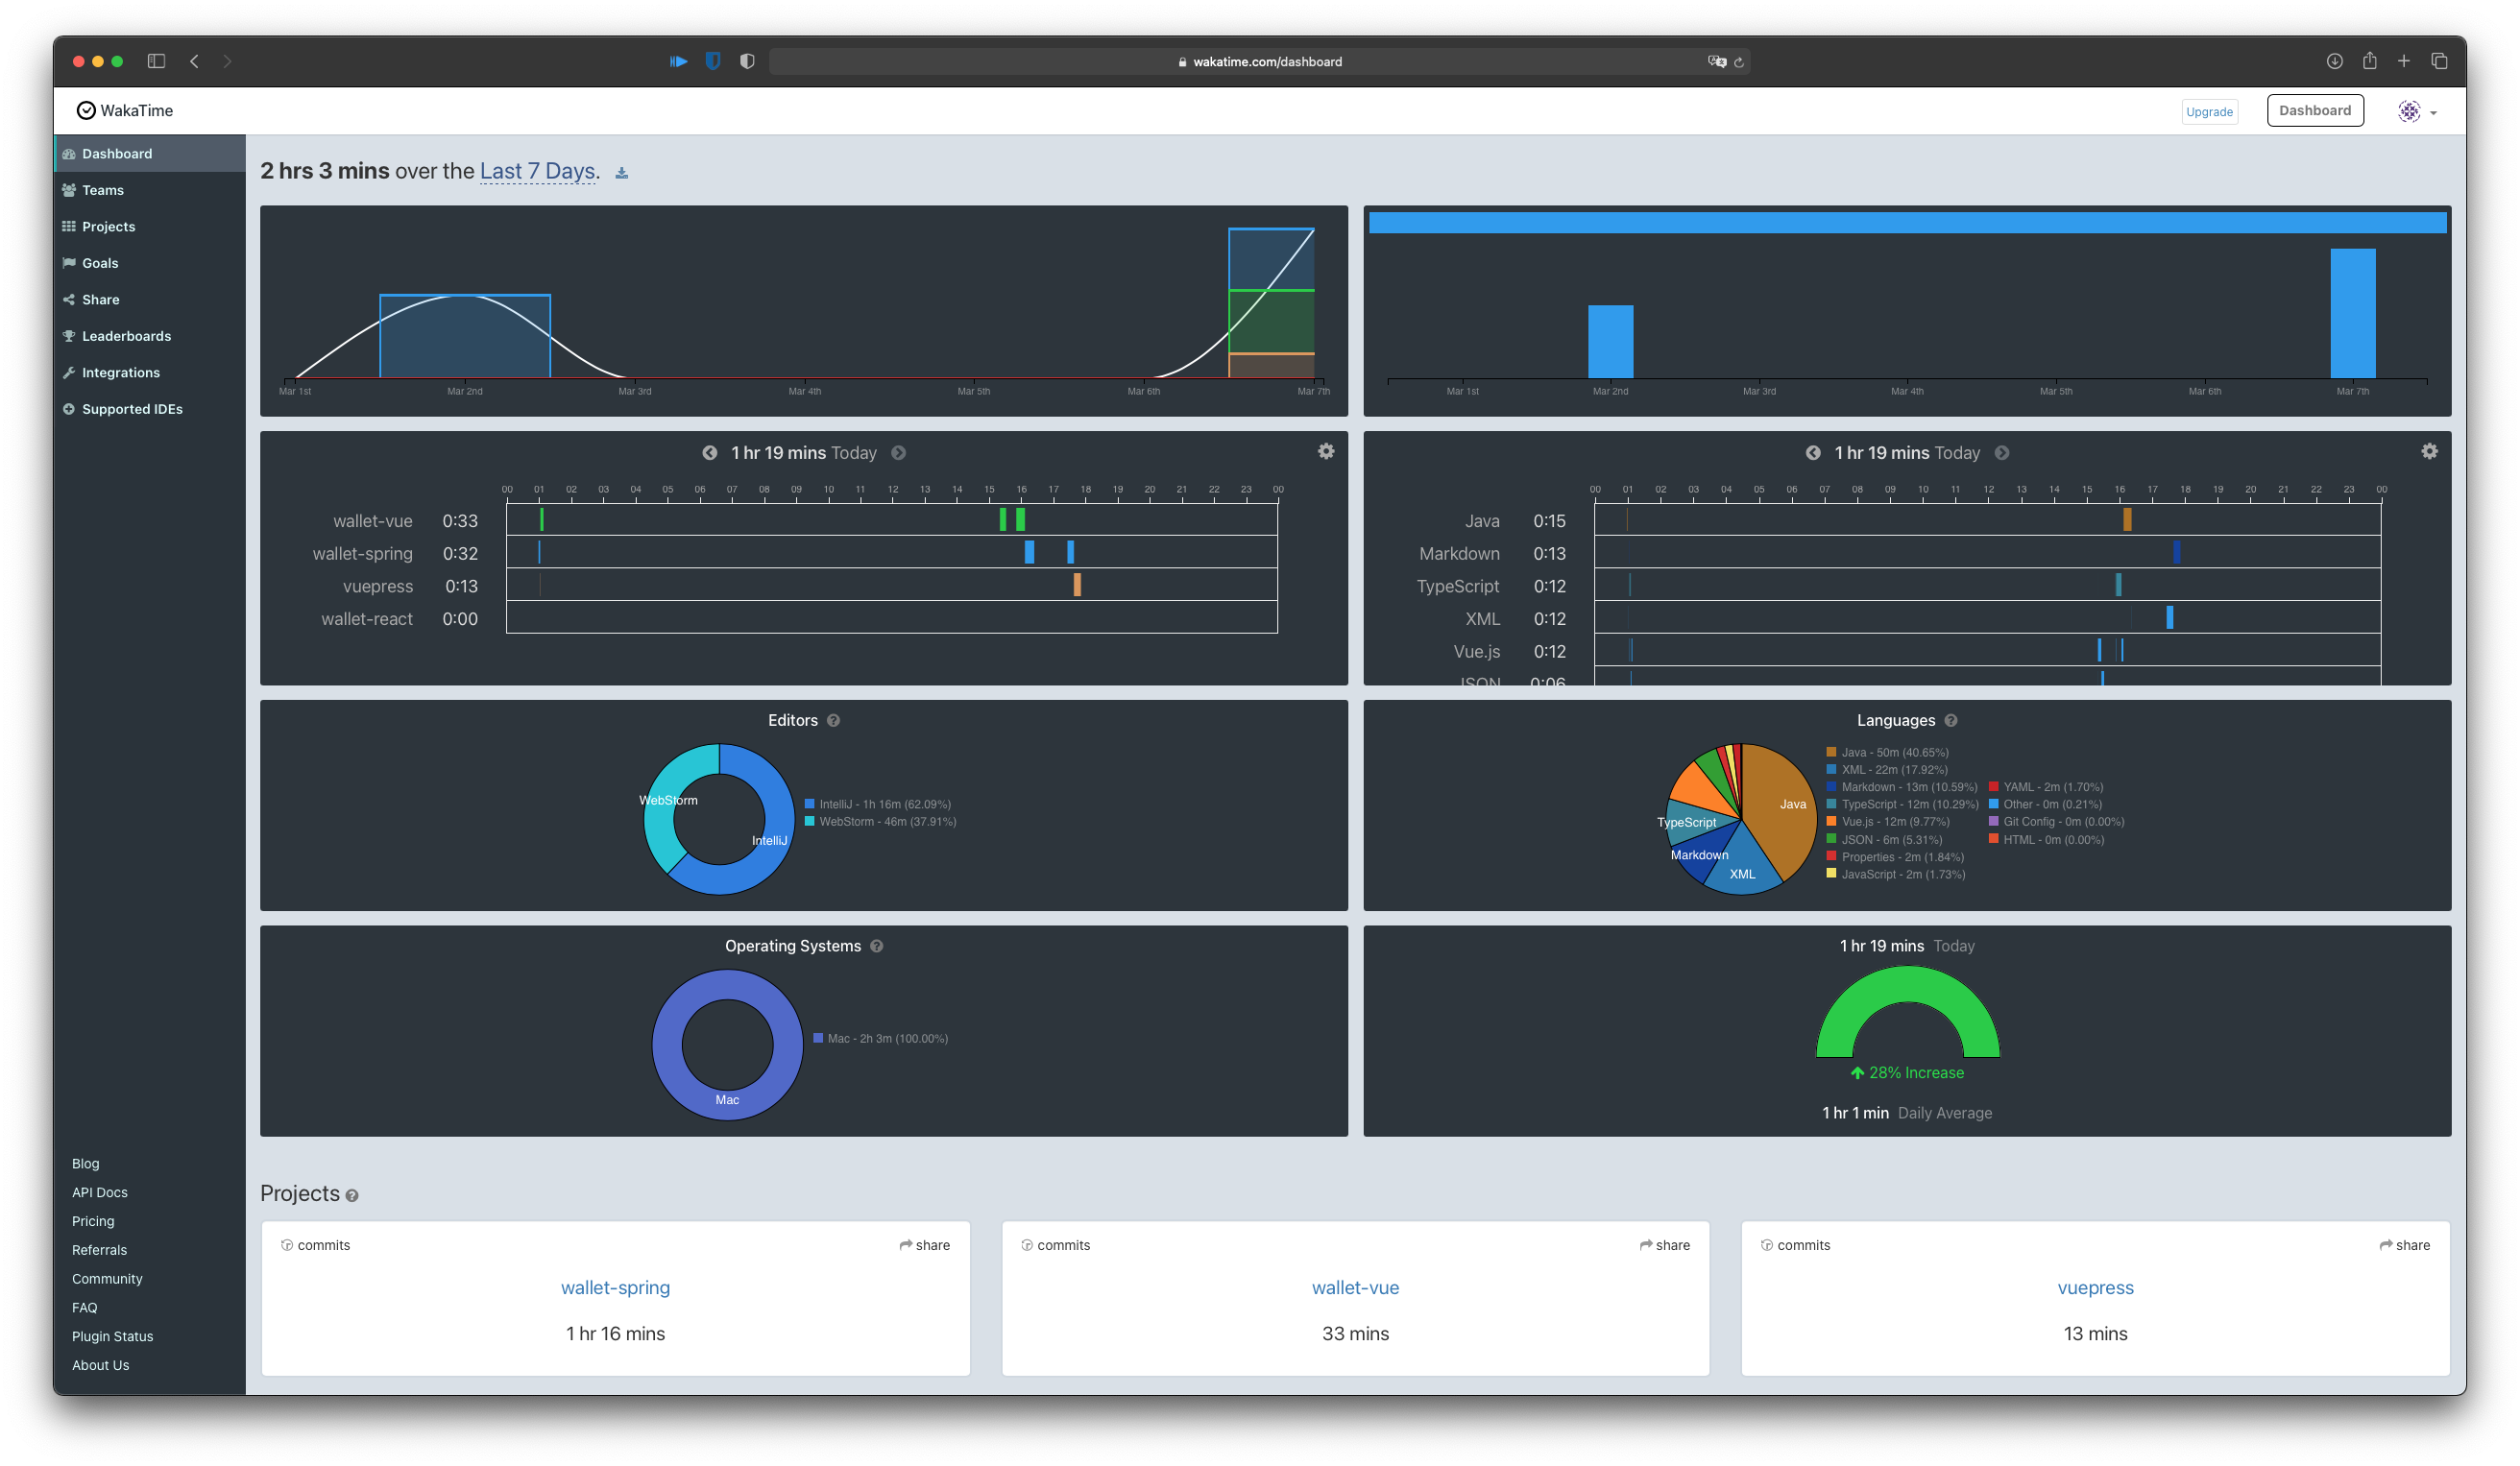 wakatime.com/dashboard
WakaTime
Upgrade
Dashboard
Dashboard
Teams
Projects
Goals
Share
Leaderboards
Integrations
Supported IDEs
2 hrs 3 mins over the Last 7 Days.
Mar 1st Mar 2nd Mar 3rd Mar 4th Mar 5th Mar 6th Mar 7th
Mar 1st Mar 2nd Mar 3rd Mar 4th Mar 5th Mar 6th Mar 7th
1 hr 19 mins Today
00 01 02 03 04 05 06 07 08 09 10 11 12 13 14 15 16 17 18 19 20 21 22 23 00
wallet-vue 0:33
wallet-spring 0:32
vuepress 0:13
wallet-react 0:00
1 hr 19 mins Today
00 01 02 03 04 05 06 07 08 09 10 11 12 13 14 15 16 17 18 19 20 21 22 23 00
Java 0:15
Markdown 0:13
TypeScript 0:12
XML 0:12
Vue.js 0:12
JSON 0:06
Editors
WebStorm
IntelliJ
IntelliJ - 1h 16m (62.09%)
WebStorm - 46m (37.91%)
Languages
Java
TypeScript
Markdown
XML
Java - 50m (40.65%)
XML - 22m (17.92%)
Markdown - 13m (10.59%)
TypeScript - 12m (10.29%)
Vue.js - 12m (9.77%)
JSON - 6m (5.31%)
Properties - 2m (1.84%)
JavaScript - 2m (1.73%)
YAML - 2m (1.70%)
Other - 0m (0.21%)
Git Config - 0m (0.00%)
HTML - 0m (0.00%)
Operating Systems
Mac
Mac - 2h 3m (100.00%)
1 hr 19 mins Today
28% Increase
1 hr 1 min Daily Average
Blog
API Docs
Pricing
Referrals
Community
FAQ
Plugin Status
About Us
Projects
commits share
wallet-spring
1 hr 16 mins
commits share
wallet-vue
33 mins
commits share
vuepress
13 mins